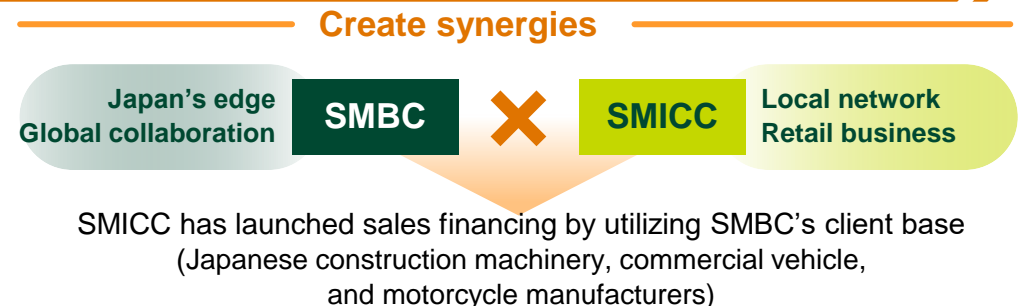 Create synergies
Japan's edge
Global collaboration
SMBC
SMICC
Local network
Retail business
SMICC has launched sales financing by utilizing SMBC's client base
(Japanese construction machinery, commercial vehicle,
and motorcycle manufacturers)